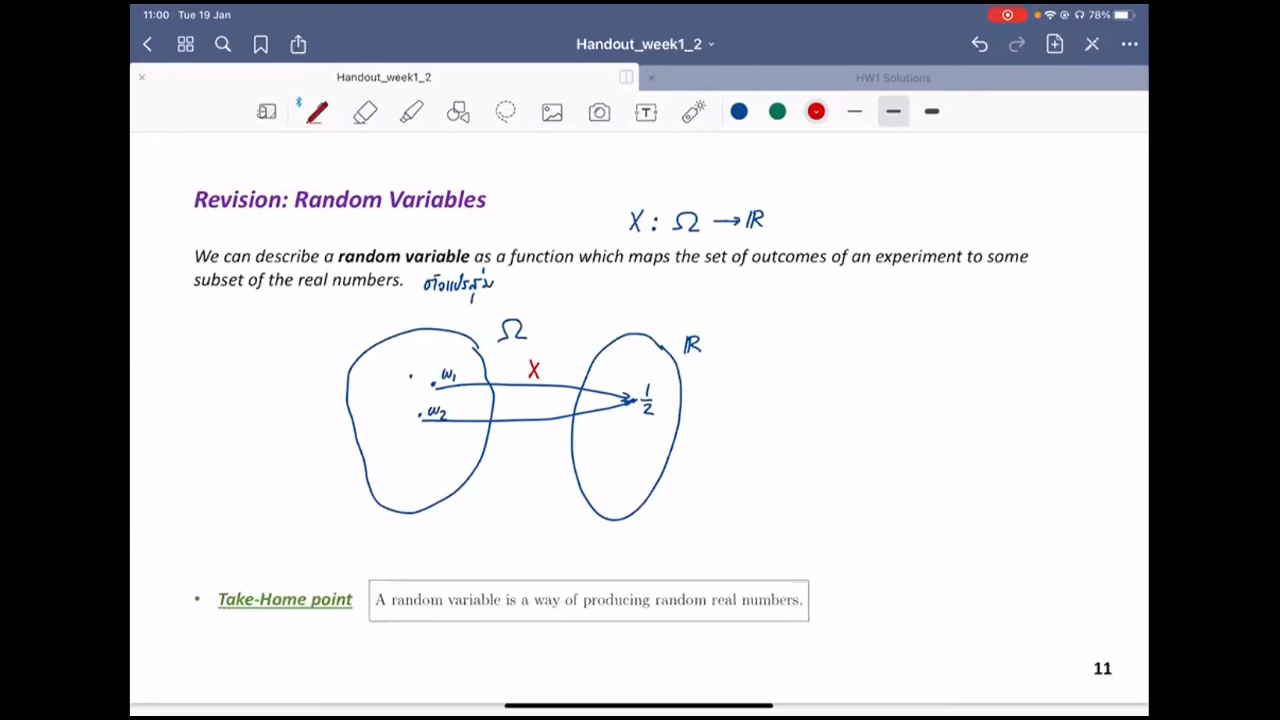 11:00 Tue 19 Jan 78%
Handout_week1_2
Handout_week1_2 HW1 Solutions
T
Revision: Random Variables
X : Ω → ℝ
We can describe a random variable as a function which maps the set of outcomes of an experiment to some
subset of the real numbers. ตัวแปรสุ่ม
Ω
ℝ
X
ω₁
1/2
ω₂
• Take-Home point A random variable is a way of producing random real numbers.
11